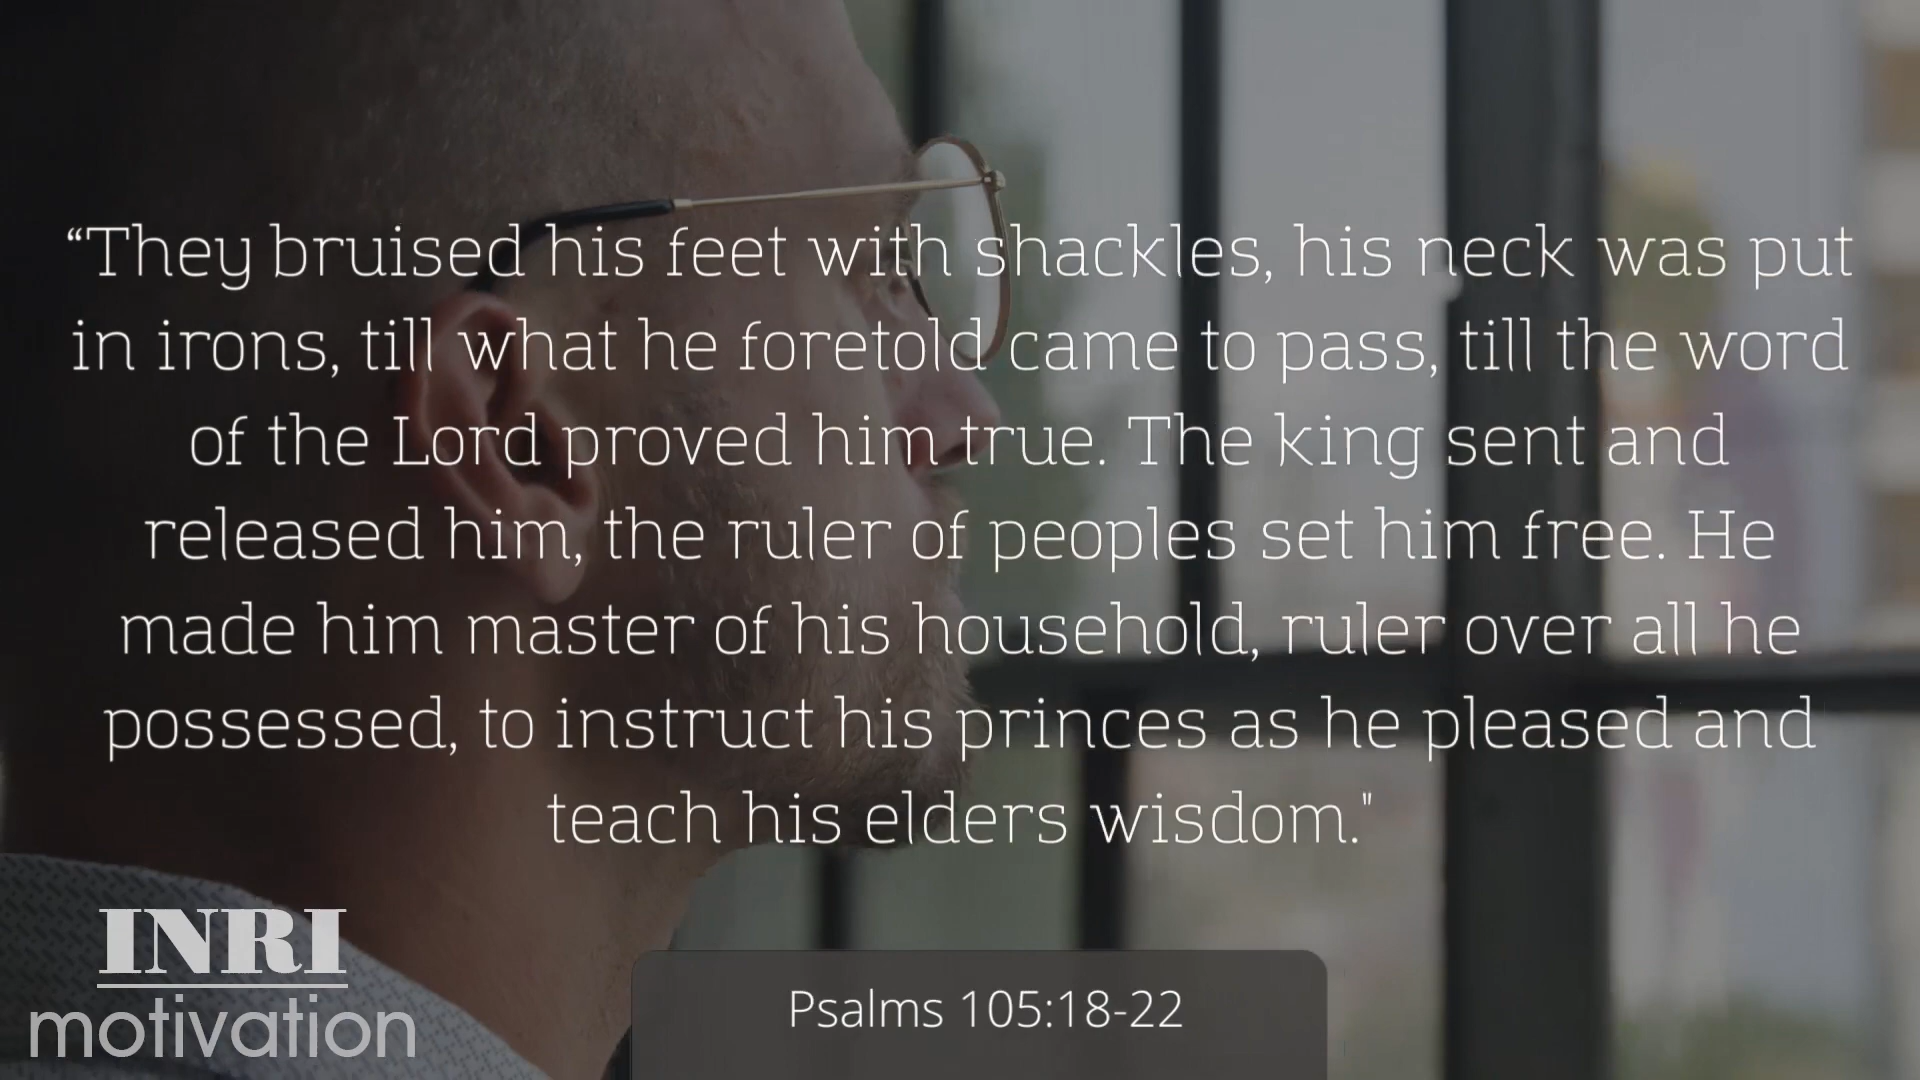 “They bruised his feet with shackles, his neck was put
in irons, till what he foretold came to pass, till the word
of the Lord proved him true. The king sent and
released him, the ruler of peoples set him free. He
made him master of his household, ruler over all he
possessed, to instruct his princes as he pleased and
teach his elders wisdom."
INRI
motivation
Psalms 105:18-22